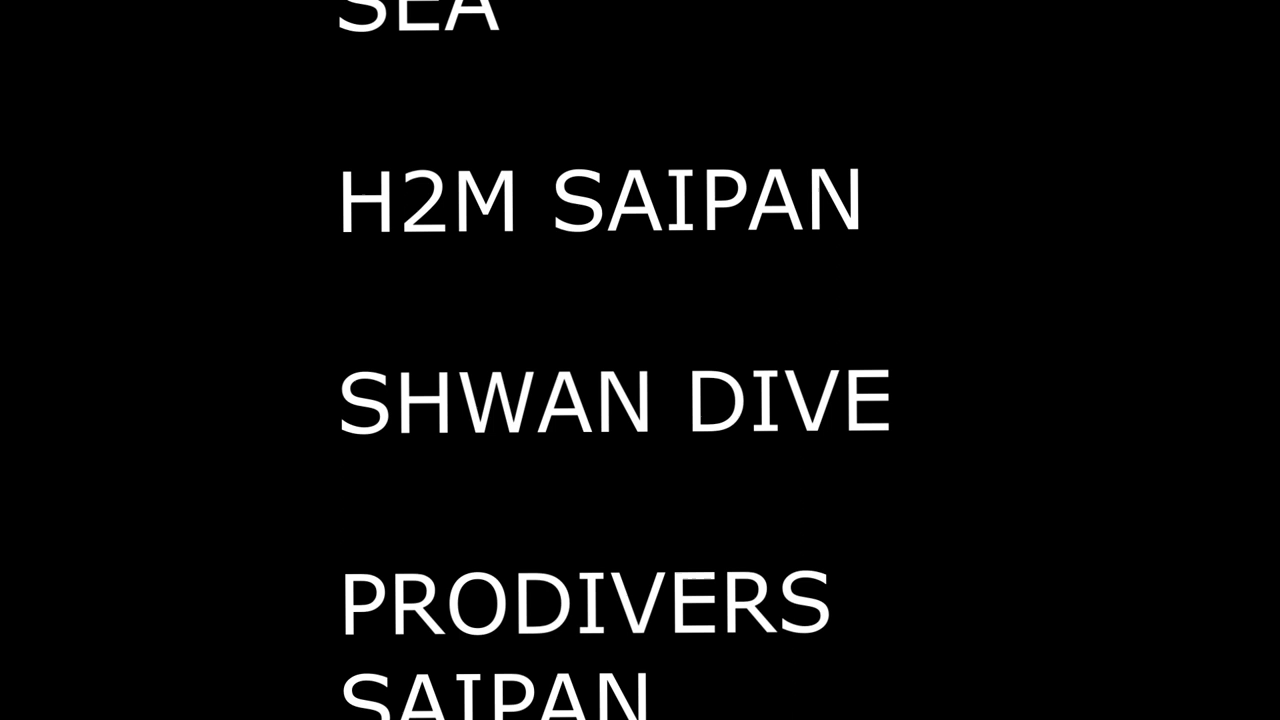 SEA
H2M SAIPAN
SHWAN DIVE
PRODIVERS
SAIPAN